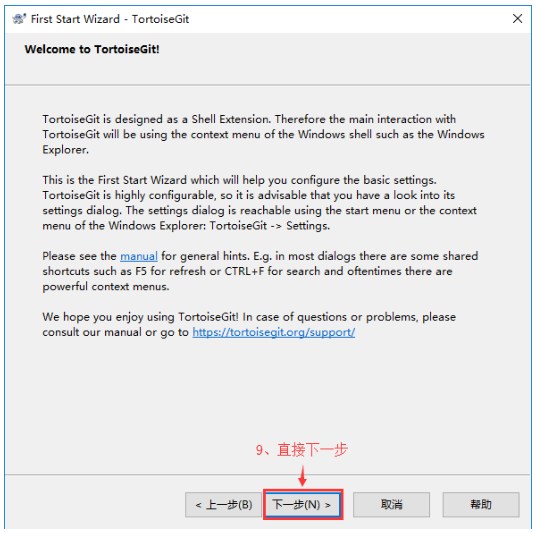 First Start Wizard - TortoiseGit
Welcome to TortoiseGit!
TortoiseGit is designed as a Shell Extension. Therefore the main interaction with
TortoiseGit will be using the context menu of the Windows shell such as the Windows
Explorer.
This is the First Start Wizard which will help you configure the basic settings.
TortoiseGit is highly configurable, so it is advisable that you have a look into its
settings dialog. The settings dialog is reachable using the start menu or the context
menu of the Windows Explorer: TortoiseGit -> Settings.
Please see the manual for general hints. E.g. in most dialogs there are some shared
shortcuts such as F5 for refresh or CTRL+F for search and oftentimes there are
powerful context menus.
We hope you enjoy using TortoiseGit! In case of questions or problems, please
consult our manual or go to https://tortoisegit.org/support/
9、直接下一步
< 上一步(B) 下一步(N) > 取消 帮助